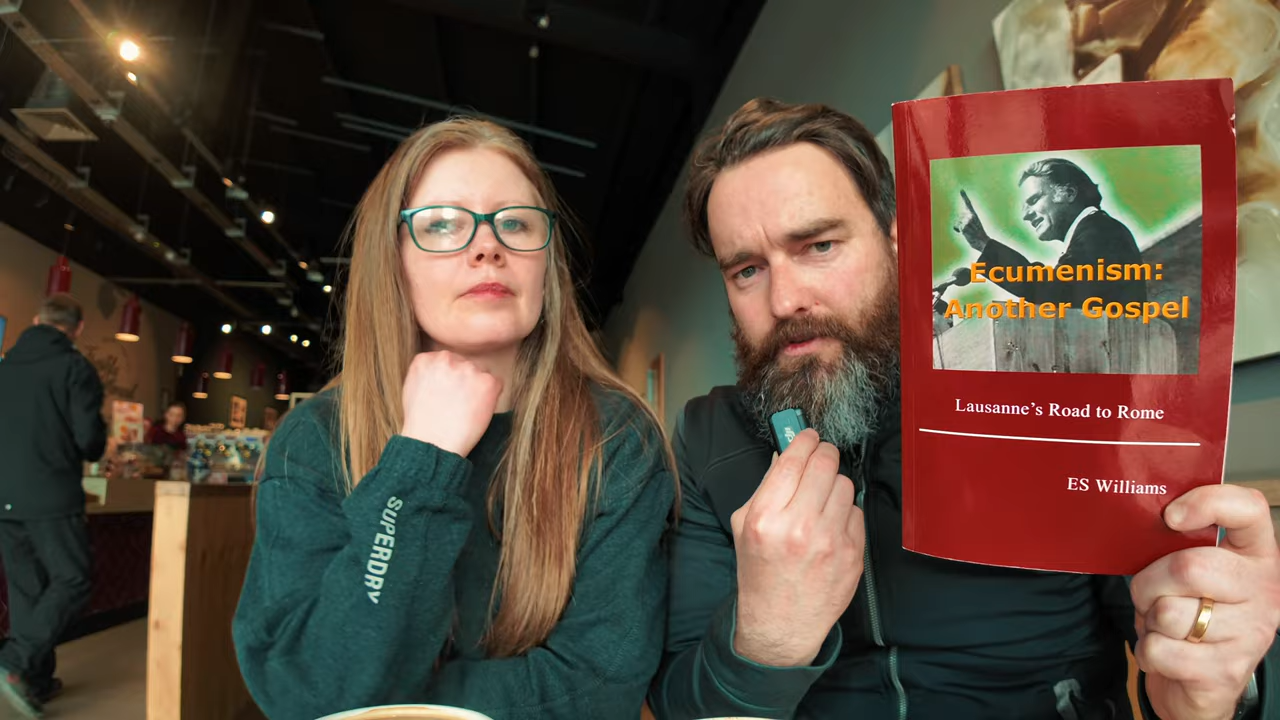 SUPERDRY
Ecumenism:
Another Gospel
Lausanne's Road to Rome
ES Williams